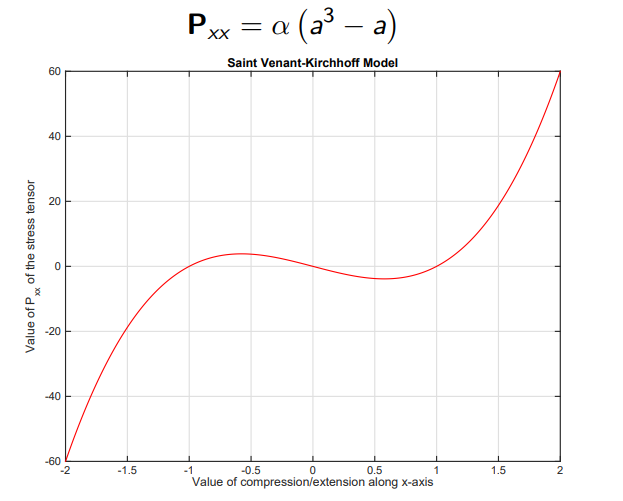 P_xx = α (a³ − a)
Saint Venant-Kirchhoff Model
60
40
20
0
-20
-40
-60
Value of P_xx of the stress tensor
-2 -1.5 -1 -0.5 0 0.5 1 1.5 2
Value of compression/extension along x-axis